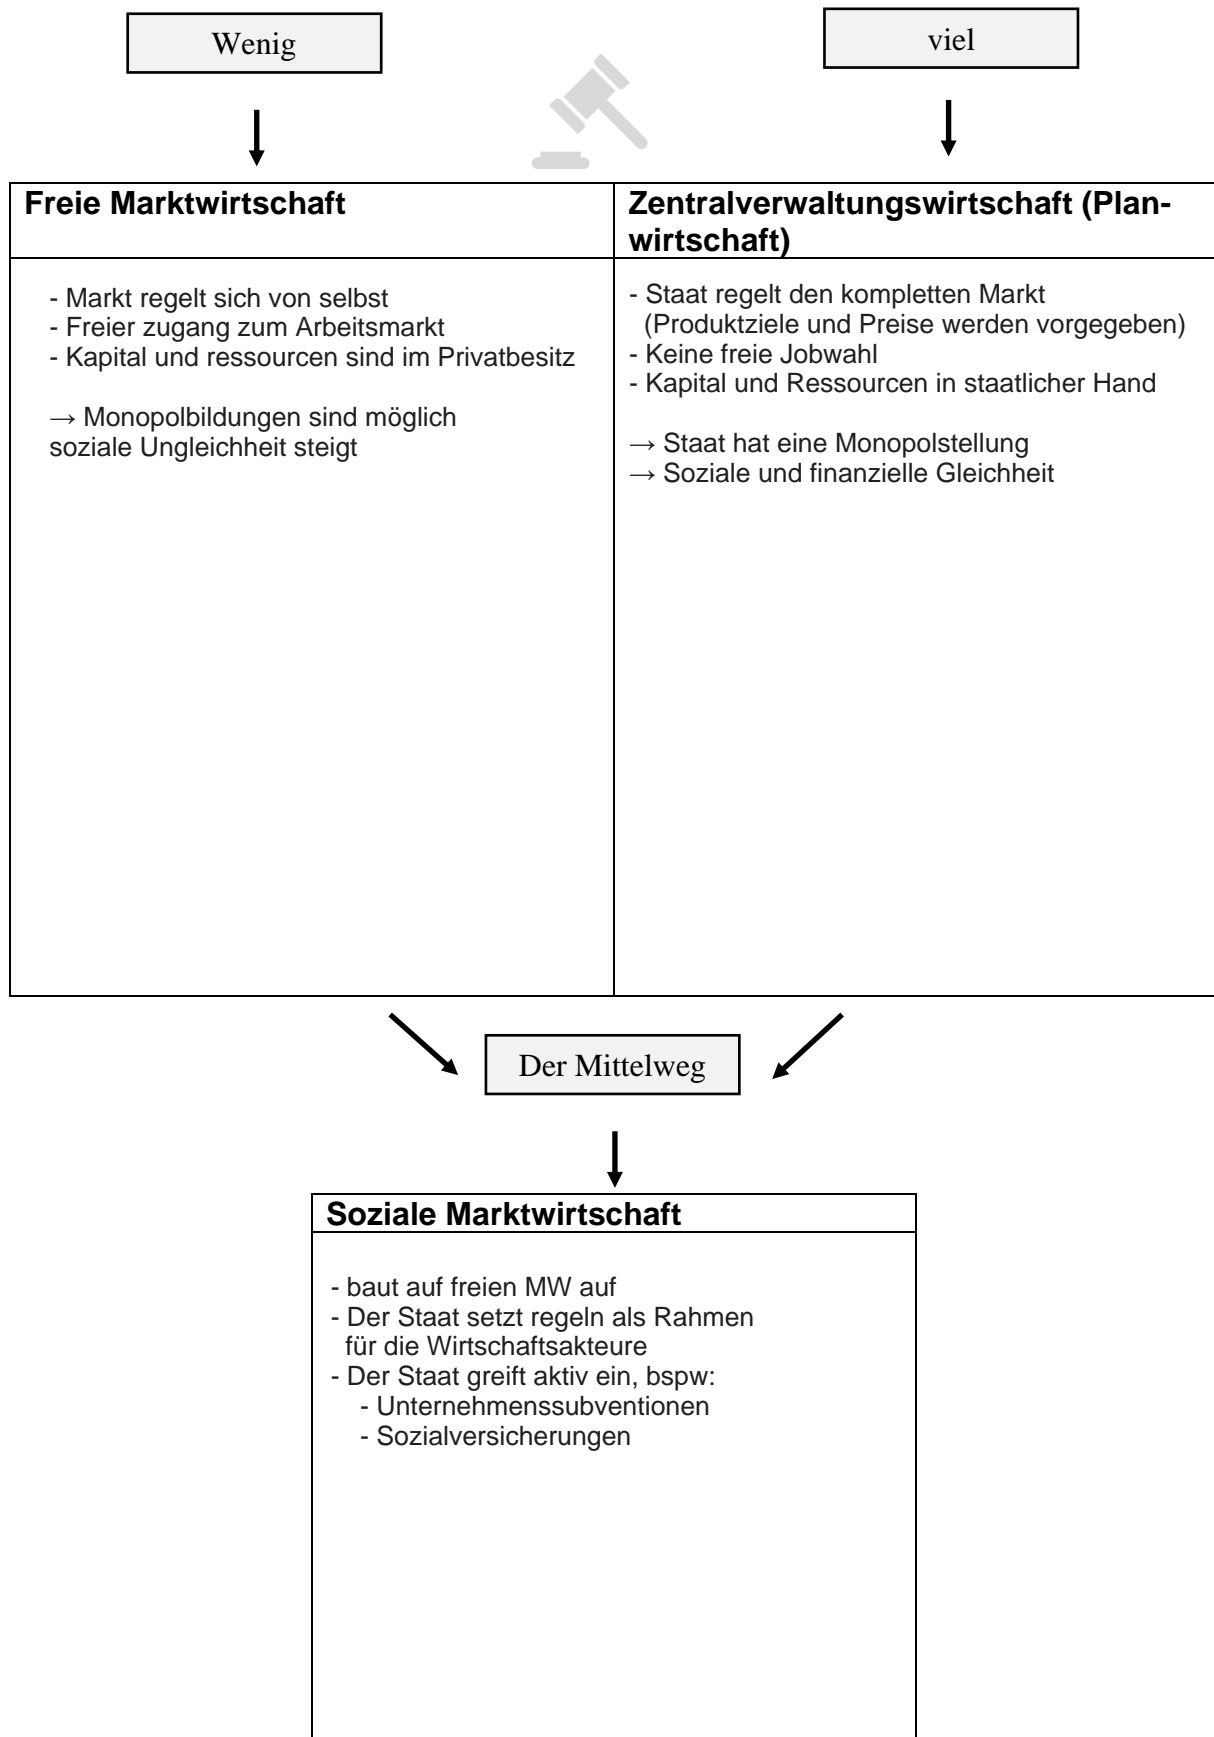 Wenig
viel
Freie Marktwirtschaft
Zentralverwaltungswirtschaft (Plan-
wirtschaft)
- Markt regelt sich von selbst
- Freier zugang zum Arbeitsmarkt
- Kapital und ressourcen sind im Privatbesitz
→ Monopolbildungen sind möglich
soziale Ungleichheit steigt
- Staat regelt den kompletten Markt
(Produktziele und Preise werden vorgegeben)
- Keine freie Jobwahl
- Kapital und Ressourcen in staatlicher Hand
→ Staat hat eine Monopolstellung
→ Soziale und finanzielle Gleichheit
Der Mittelweg
Soziale Marktwirtschaft
- baut auf freien MW auf
- Der Staat setzt regeln als Rahmen
für die Wirtschaftsakteure
- Der Staat greift aktiv ein, bspw:
- Unternehmenssubventionen
- Sozialversicherungen